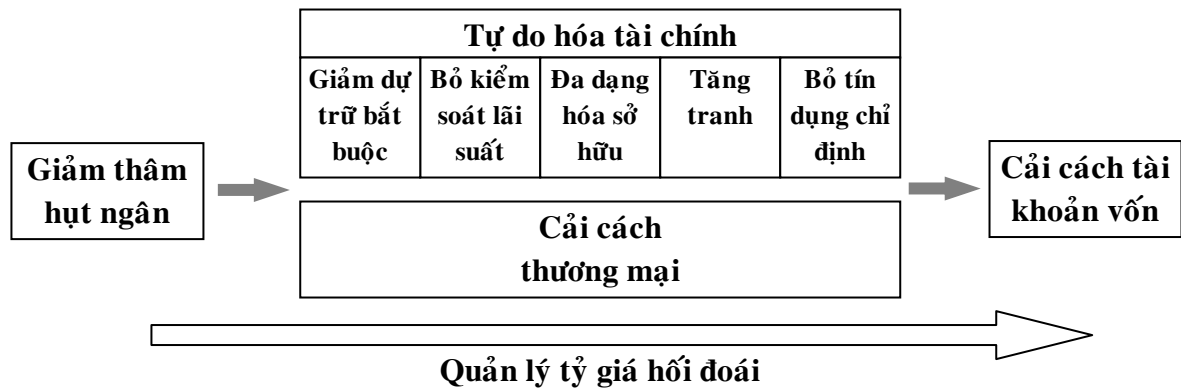 Tự do hóa tài chính
Giảm dự
trữ bắt
buộc
Bỏ kiểm
soát lãi
suất
Đa dạng
hóa sở
hữu
Tăng
tranh
Bỏ tín
dụng chỉ
định
Giảm thâm
hụt ngân
Cải cách
thương mại
Cải cách tài
khoản vốn
Quản lý tỷ giá hối đoái